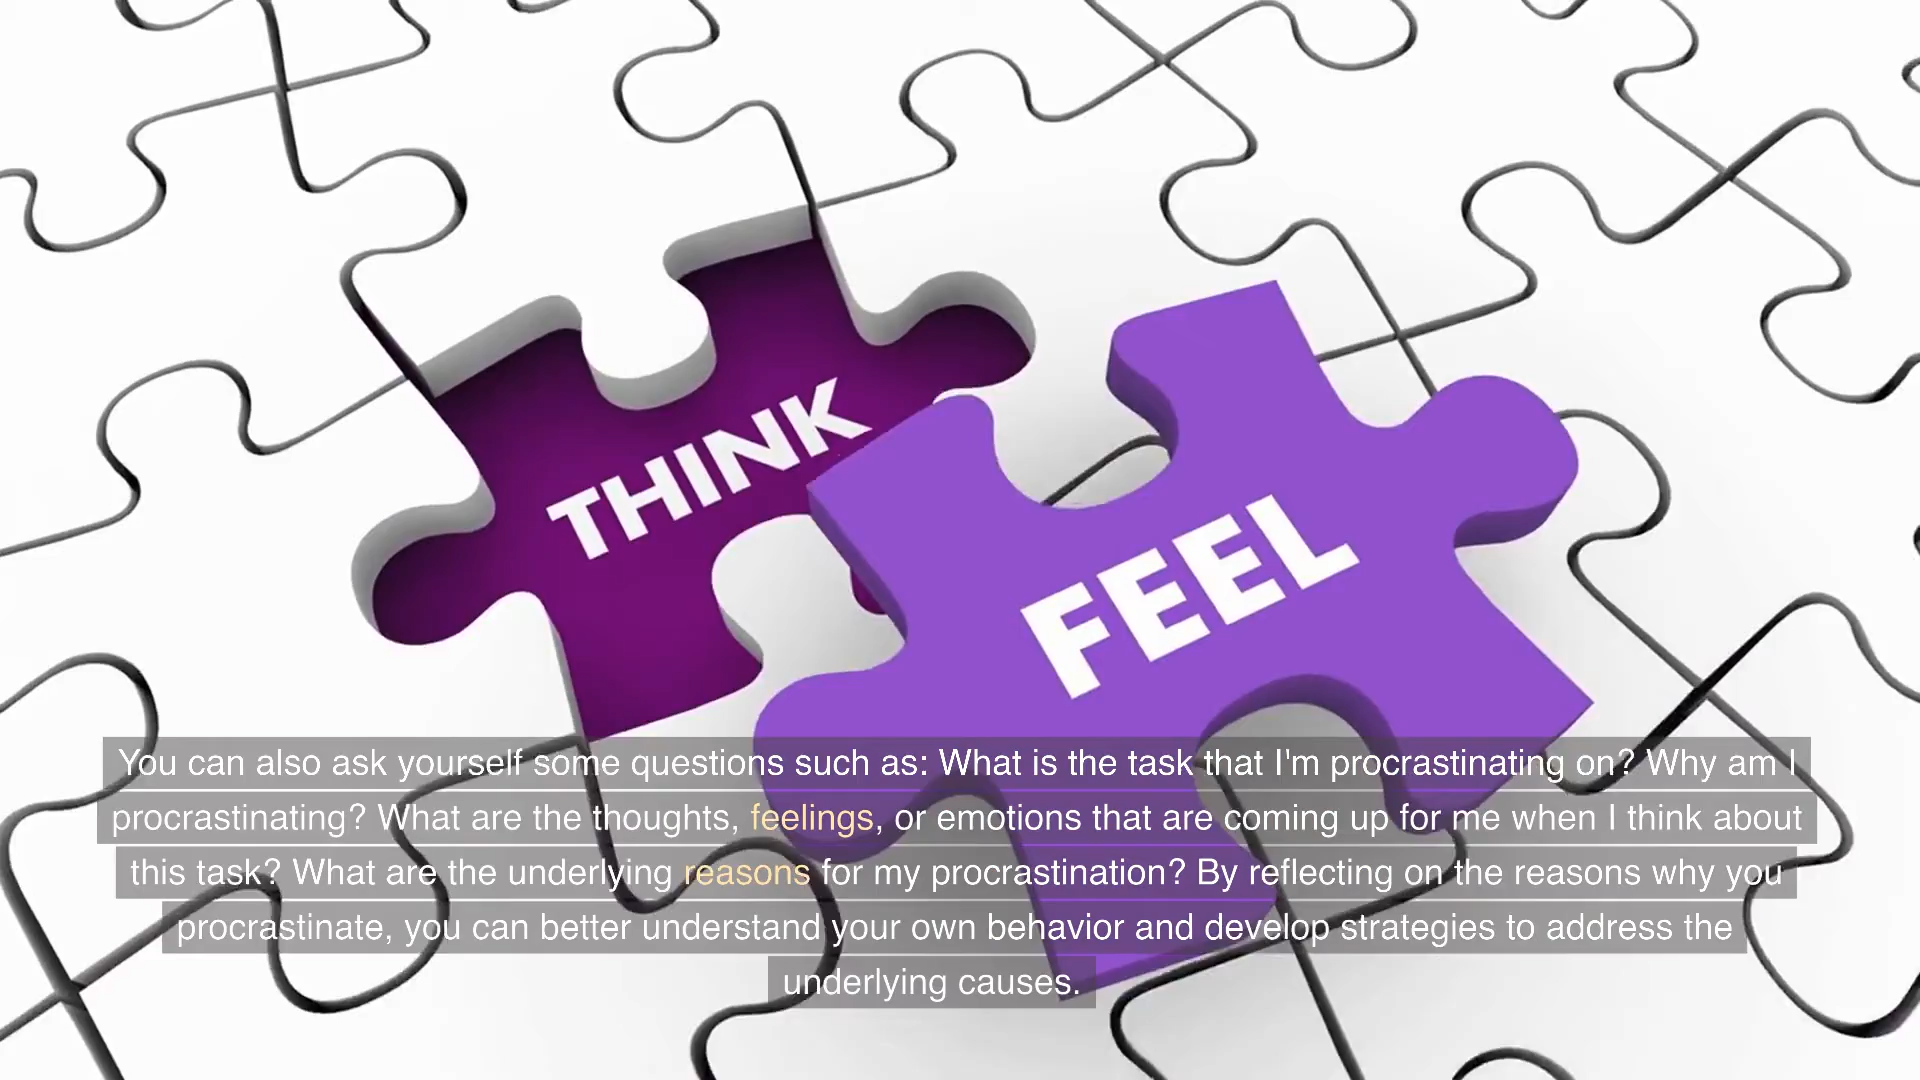 THINK
FEEL
You can also ask yourself some questions such as: What is the task that I'm procrastinating on? Why am I
procrastinating? What are the thoughts, feelings, or emotions that are coming up for me when I think about
this task? What are the underlying reasons for my procrastination? By reflecting on the reasons why you
procrastinate, you can better understand your own behavior and develop strategies to address the
underlying causes.